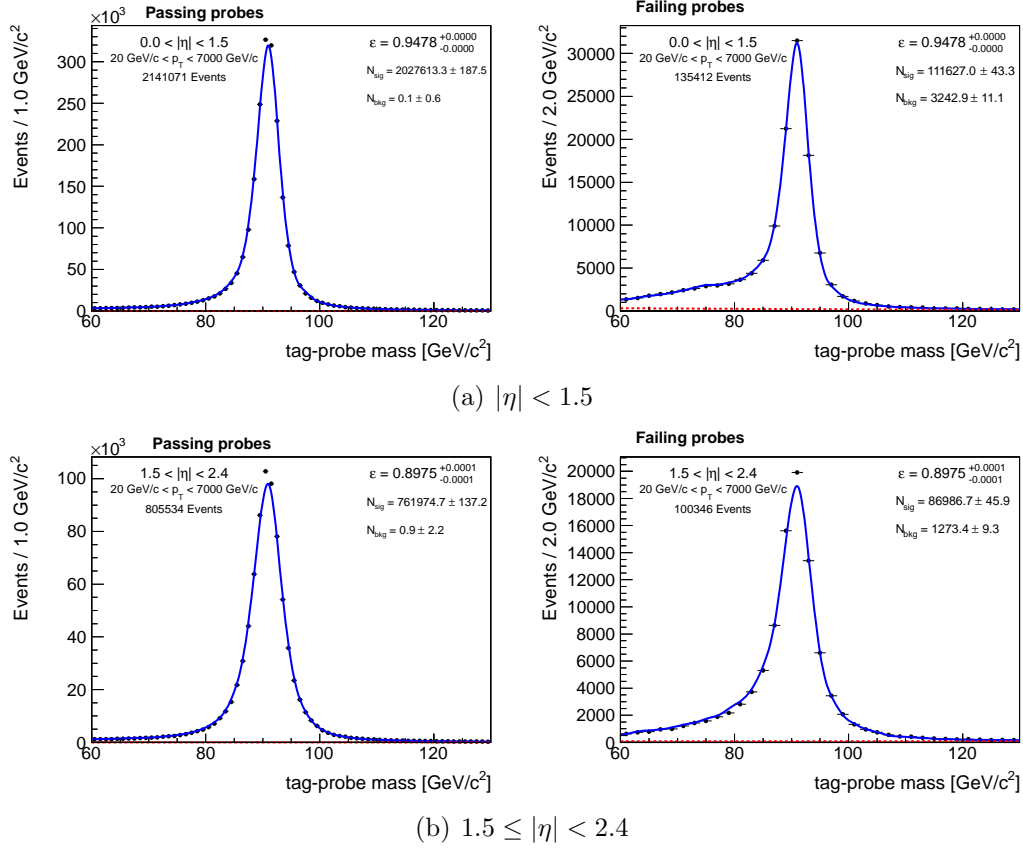 Passing probes
×10³
0.0 < |η| < 1.5
20 GeV/c < p_T < 7000 GeV/c
2141071 Events
ε = 0.9478 +0.0000 -0.0000
N_sig = 2027613.3 ± 187.5
N_bkg = 0.1 ± 0.6
Events / 1.0 GeV/c²
300
250
200
150
100
50
0
60 80 100 120
tag-probe mass [GeV/c²]
Failing probes
0.0 < |η| < 1.5
20 GeV/c < p_T < 7000 GeV/c
135412 Events
ε = 0.9478 +0.0000 -0.0000
N_sig = 111627.0 ± 43.3
N_bkg = 3242.9 ± 11.1
Events / 2.0 GeV/c²
30000
27000
24000
21000
18000
15000
12000
9000
6000
3000
0
60 80 100 120
tag-probe mass [GeV/c²]
(a) |η| < 1.5
Passing probes
×10³
1.5 < |η| < 2.4
20 GeV/c < p_T < 7000 GeV/c
805534 Events
ε = 0.8975 +0.0001 -0.0001
N_sig = 761974.7 ± 137.2
N_bkg = 0.9 ± 2.2
Events / 1.0 GeV/c²
100
80
60
40
20
0
60 80 100 120
tag-probe mass [GeV/c²]
Failing probes
1.5 < |η| < 2.4
20 GeV/c < p_T < 7000 GeV/c
100346 Events
ε = 0.8975 +0.0001 -0.0001
N_sig = 86986.7 ± 45.9
N_bkg = 1273.4 ± 9.3
Events / 2.0 GeV/c²
20000
18000
16000
14000
12000
10000
8000
6000
4000
2000
0
60 80 100 120
tag-probe mass [GeV/c²]
(b) 1.5 ≤ |η| < 2.4